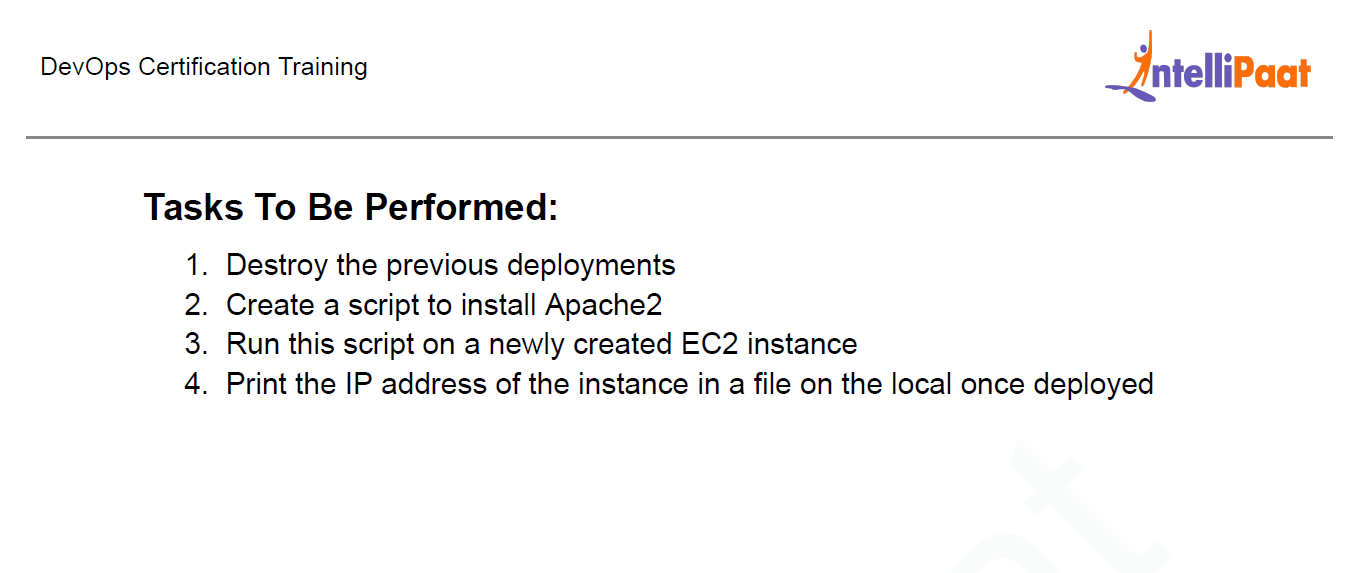 DevOps Certification Training
IntelliPaat
Tasks To Be Performed:
1. Destroy the previous deployments
2. Create a script to install Apache2
3. Run this script on a newly created EC2 instance
4. Print the IP address of the instance in a file on the local once deployed